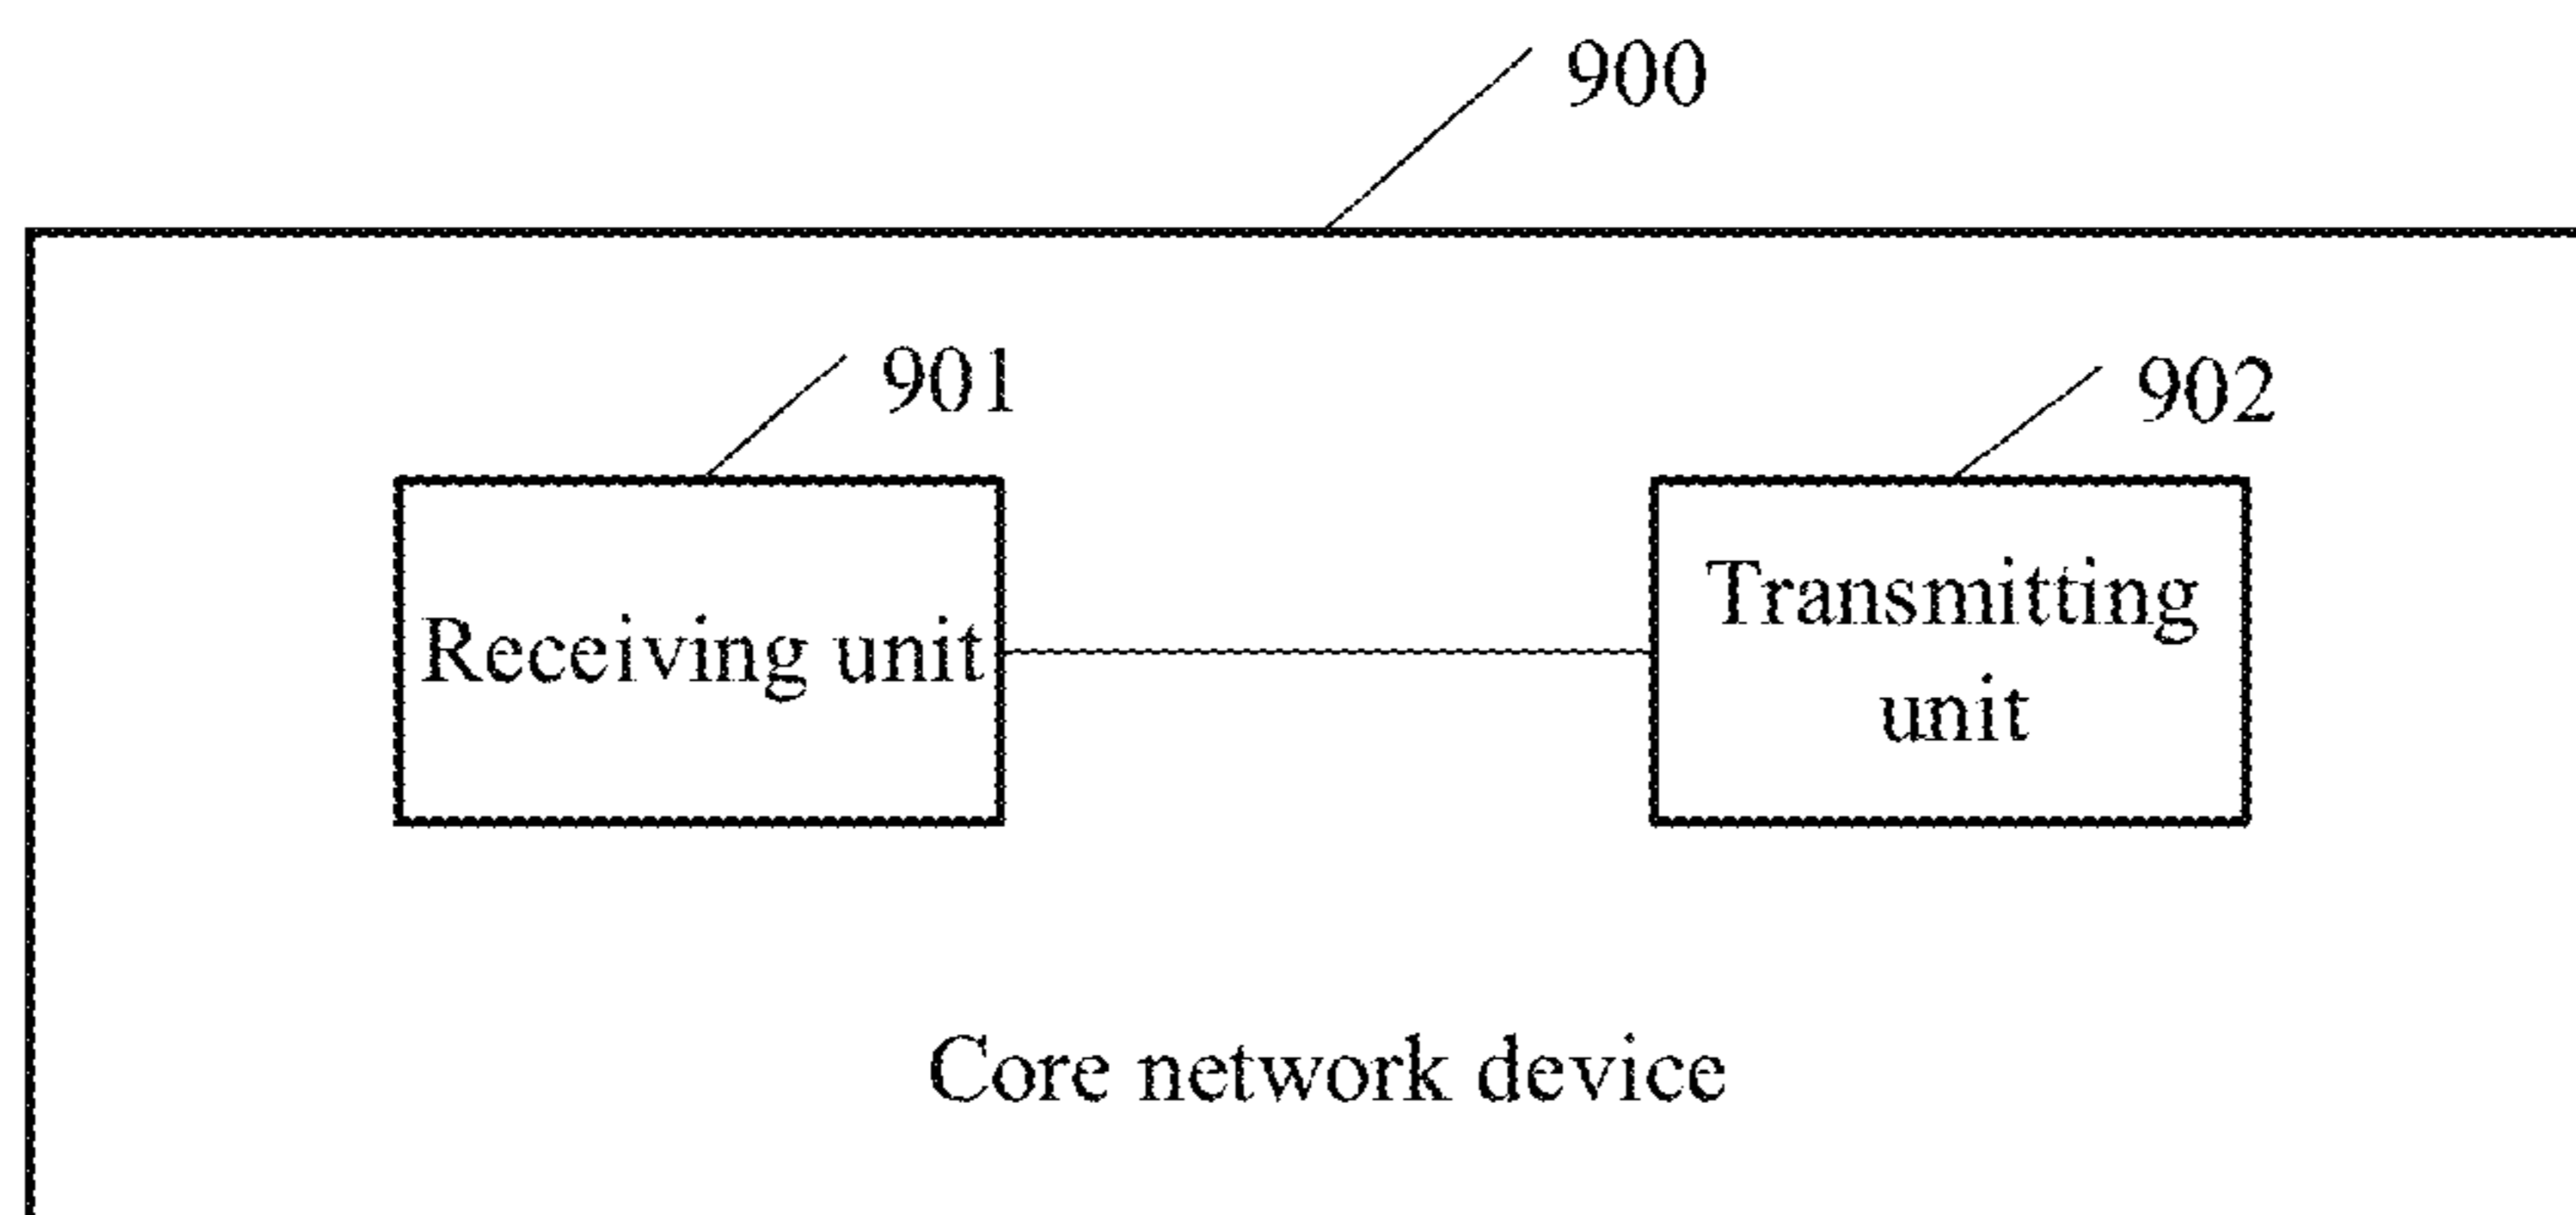 900
901
902
Receiving unit
Transmitting
unit
Core network device